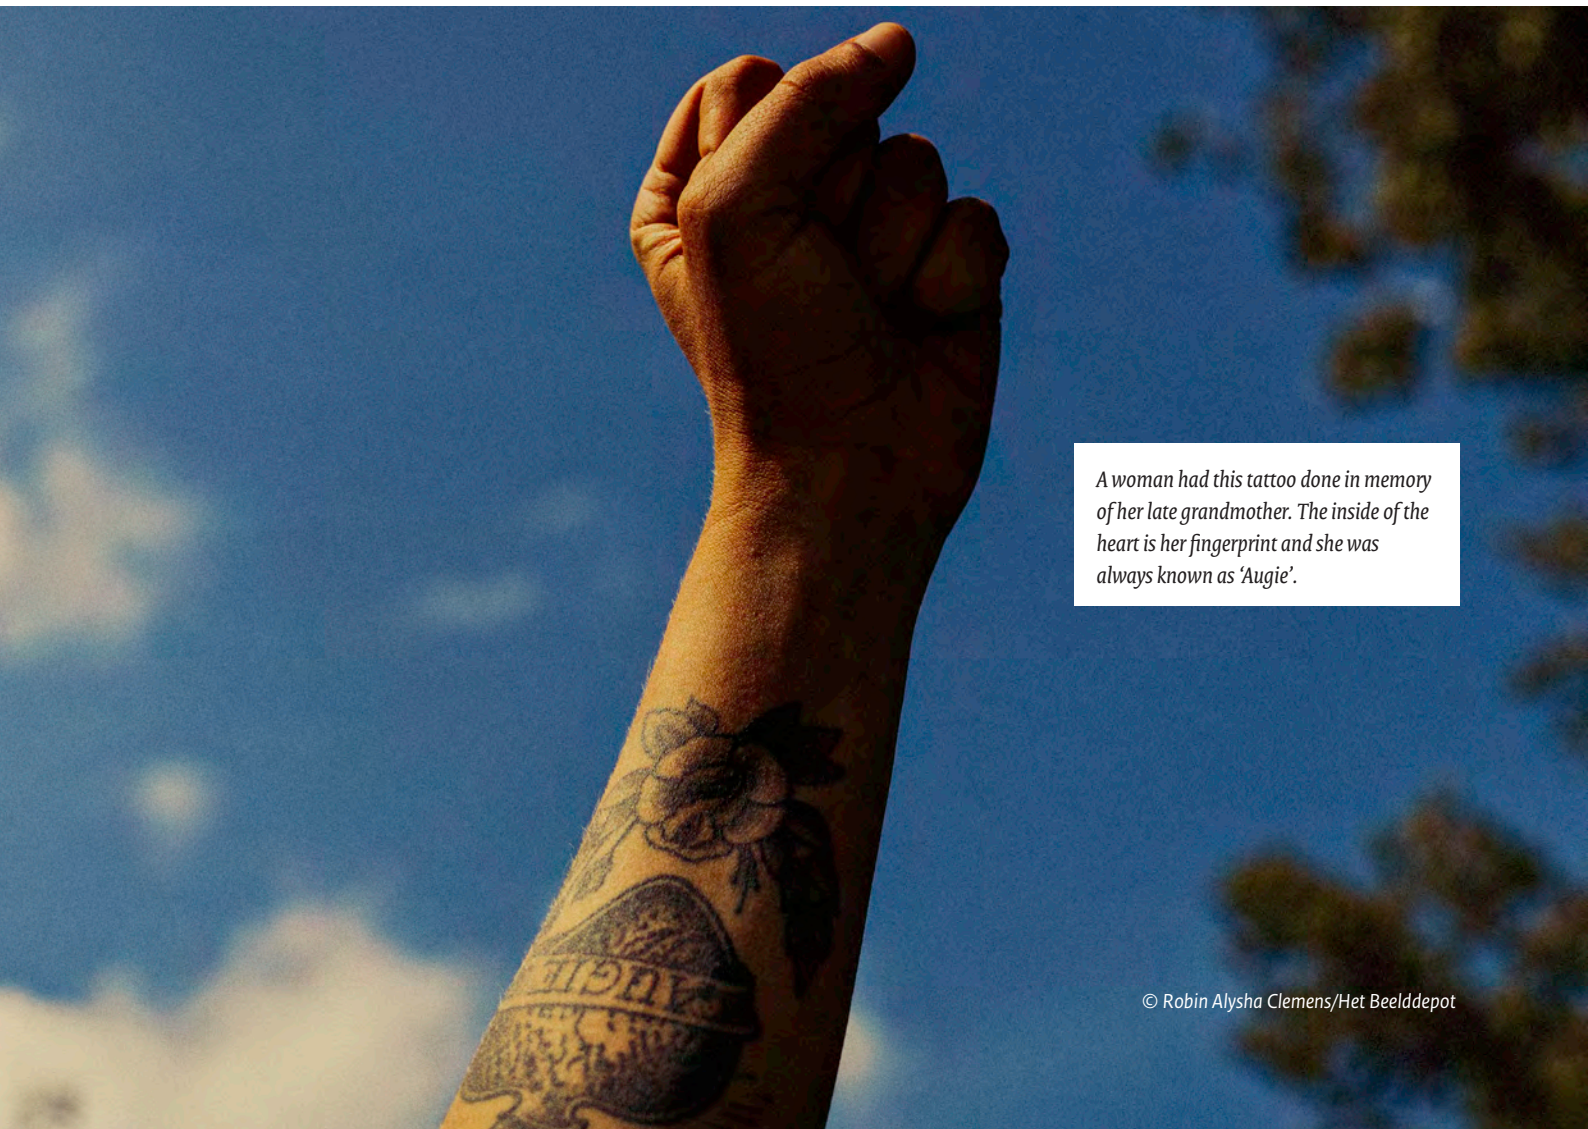 A woman had this tattoo done in memory
of her late grandmother. The inside of the
heart is her fingerprint and she was
always known as ‘Augie’.
AUGIE
© Robin Alysha Clemens/Het Beelddepot